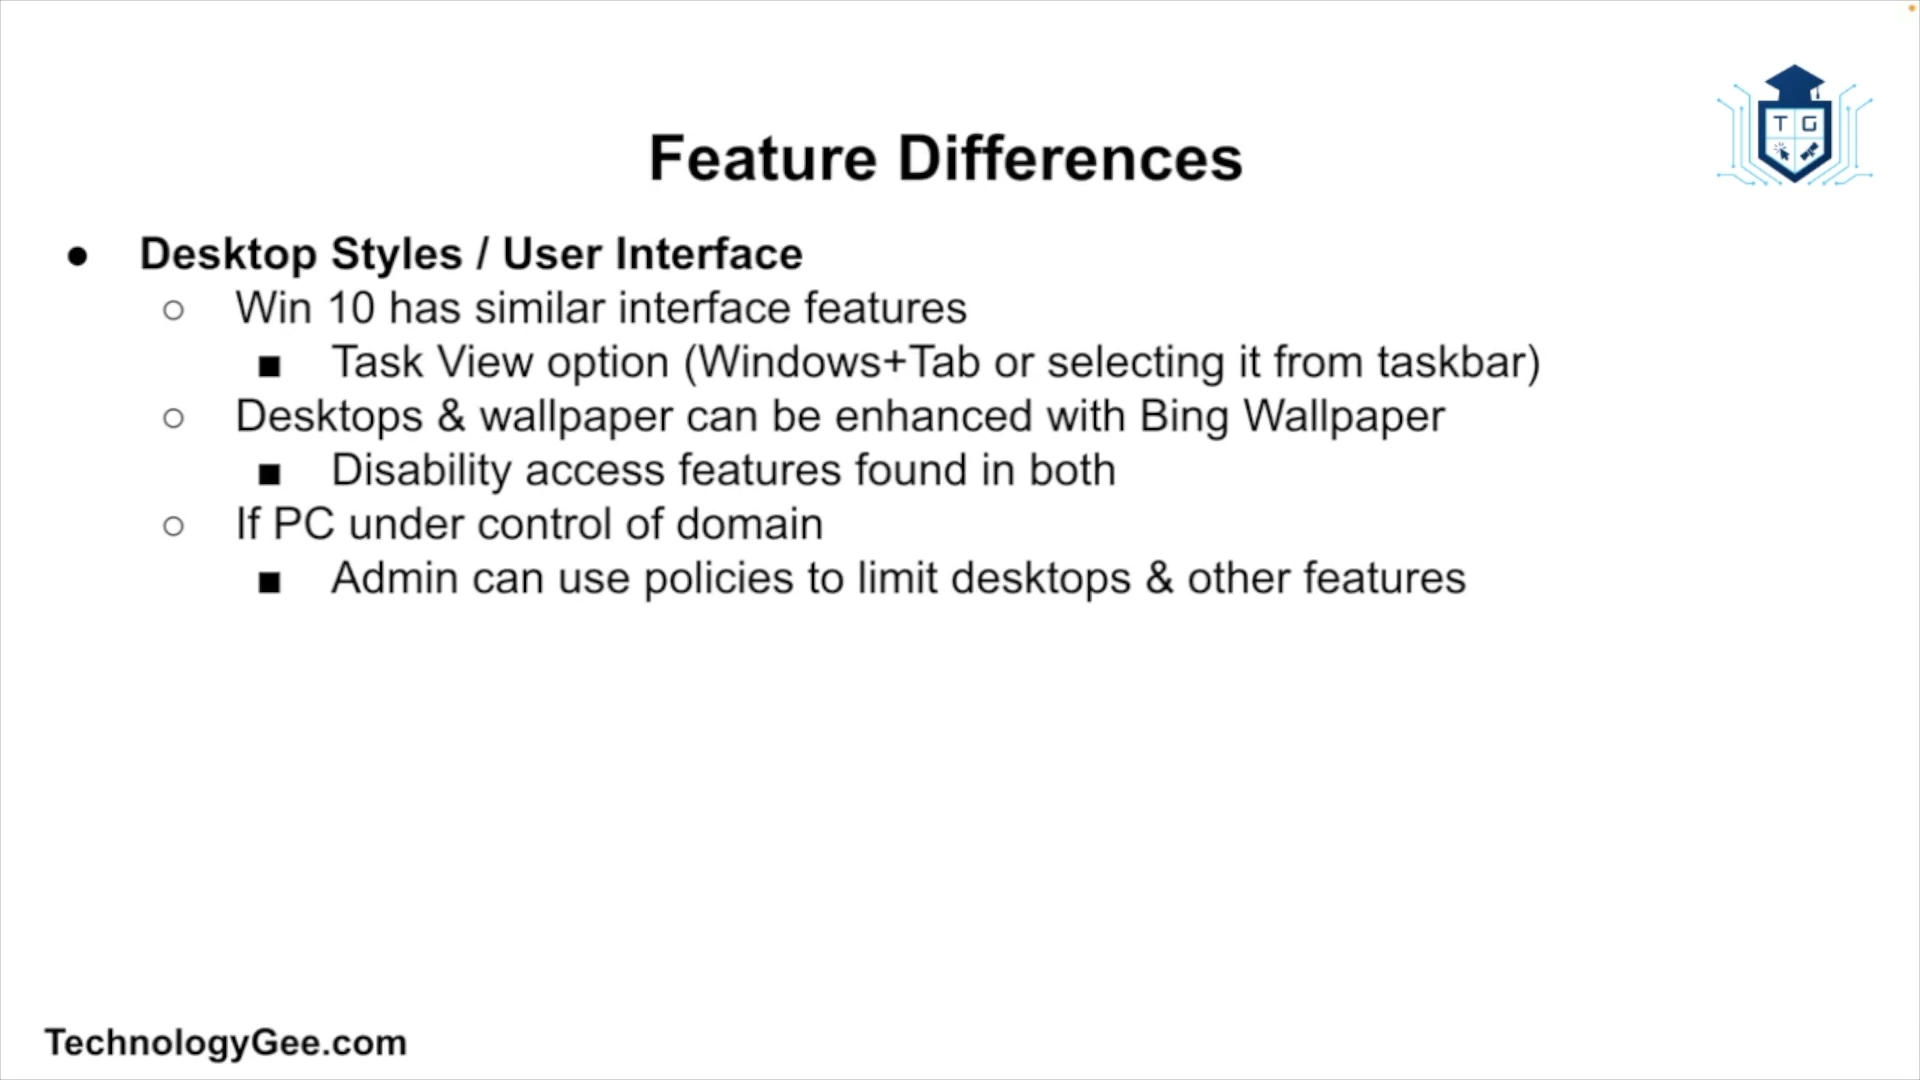 T G
Feature Differences
● Desktop Styles / User Interface
○ Win 10 has similar interface features
■ Task View option (Windows+Tab or selecting it from taskbar)
○ Desktops & wallpaper can be enhanced with Bing Wallpaper
■ Disability access features found in both
○ If PC under control of domain
■ Admin can use policies to limit desktops & other features
TechnologyGee.com